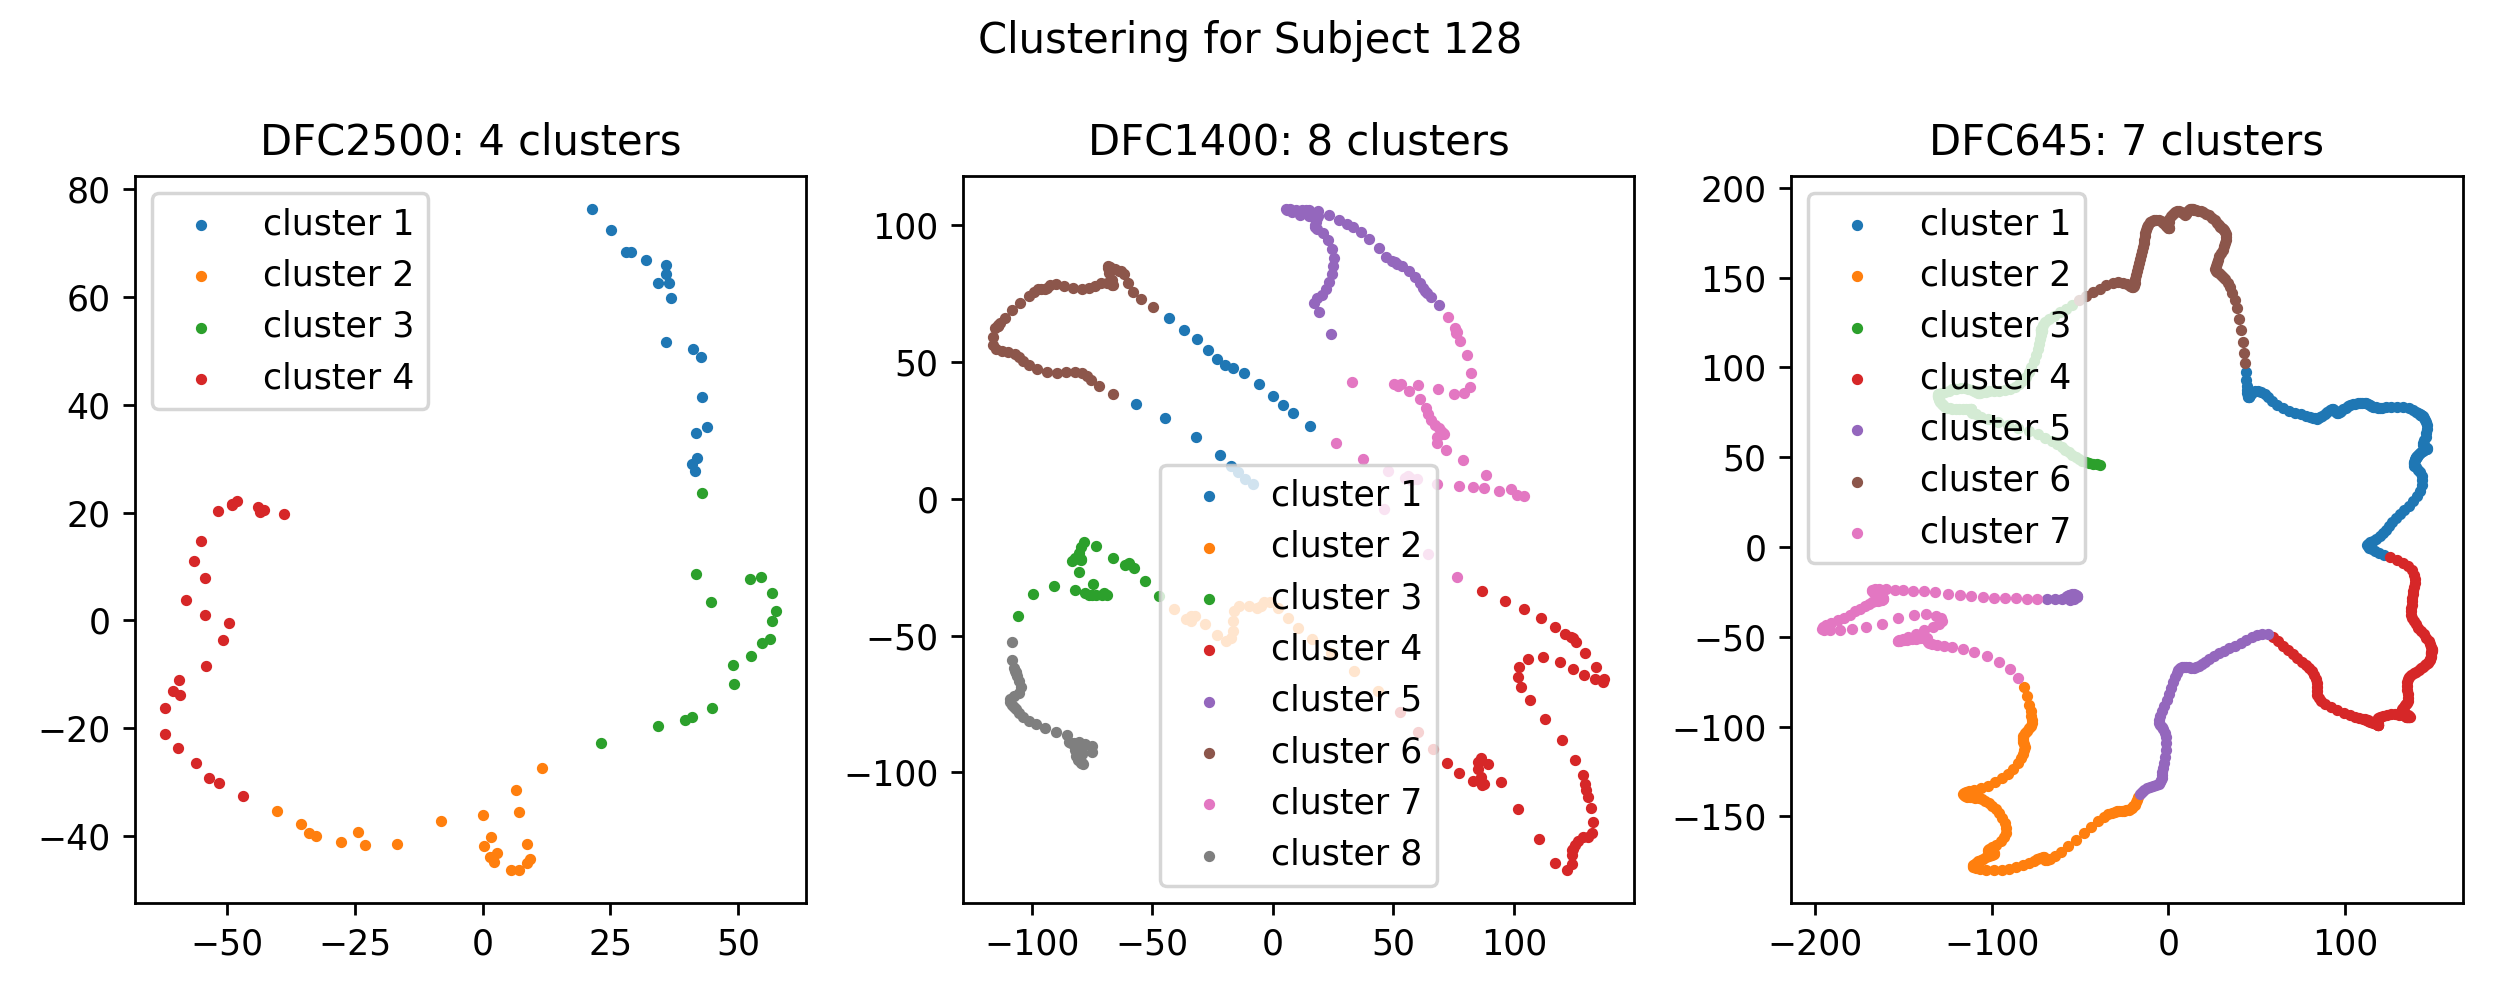 Clustering for Subject 128
DFC2500: 4 clusters
80
60
40
20
0
−20
−40
−50
−25
0
25
50
cluster 1
cluster 2
cluster 3
cluster 4
DFC1400: 8 clusters
100
50
0
−50
−100
−100
−50
0
50
100
cluster 1
cluster 2
cluster 3
cluster 4
cluster 5
cluster 6
cluster 7
cluster 8
DFC645: 7 clusters
200
150
100
50
0
−50
−100
−150
−200
−100
0
100
cluster 1
cluster 2
cluster 3
cluster 4
cluster 5
cluster 6
cluster 7